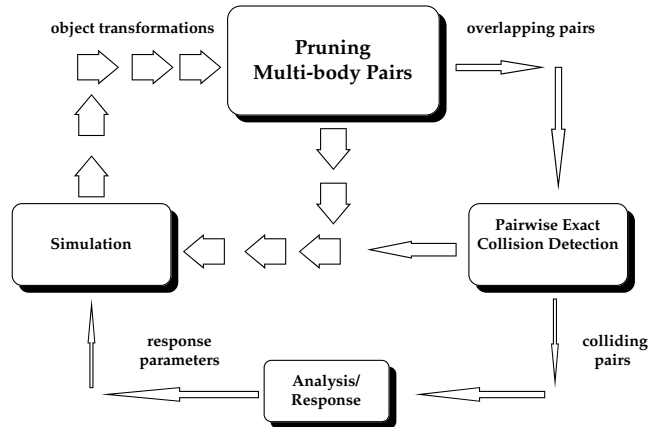 object transformations
Pruning
Multi-body Pairs
overlapping pairs
Simulation
Pairwise Exact
Collision Detection
response
parameters
colliding
pairs
Analysis/
Response